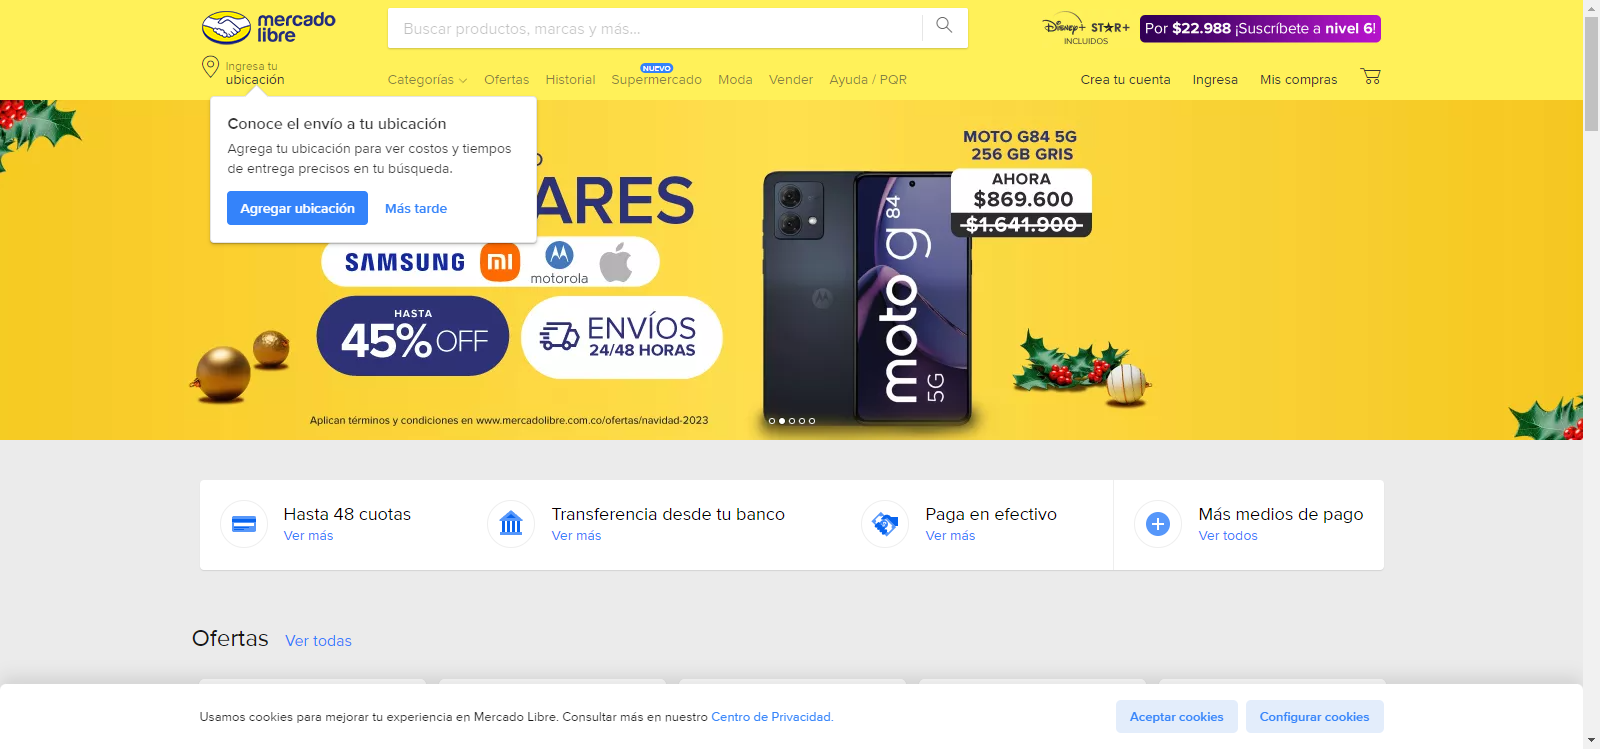 mercado
libre
Buscar productos, marcas y más...
Disney+ STAR+
INCLUIDOS
Por $22.988 ¡Suscríbete a nivel 6!
Ingresa tu
ubicación
Categorías
Ofertas
Historial
NUEVO
Supermercado
Moda
Vender
Ayuda / PQR
Crea tu cuenta
Ingresa
Mis compras
Conoce el envío a tu ubicación
Agrega tu ubicación para ver costos y tiempos
de entrega precisos en tu búsqueda.
Agregar ubicación
Más tarde
MOTO G84 5G
256 GB GRIS
AHORA
$869.600
$1.641.900
moto g 84
5G
SAMSUNG
mi
motorola
HASTA
45% OFF
ENVÍOS
24/48 HORAS
Aplican términos y condiciones en www.mercadolibre.com.co/ofertas/navidad-2023
Hasta 48 cuotas
Ver más
Transferencia desde tu banco
Ver más
Paga en efectivo
Ver más
Más medios de pago
Ver todos
Ofertas
Ver todas
Usamos cookies para mejorar tu experiencia en Mercado Libre. Consultar más en nuestro Centro de Privacidad.
Aceptar cookies
Configurar cookies